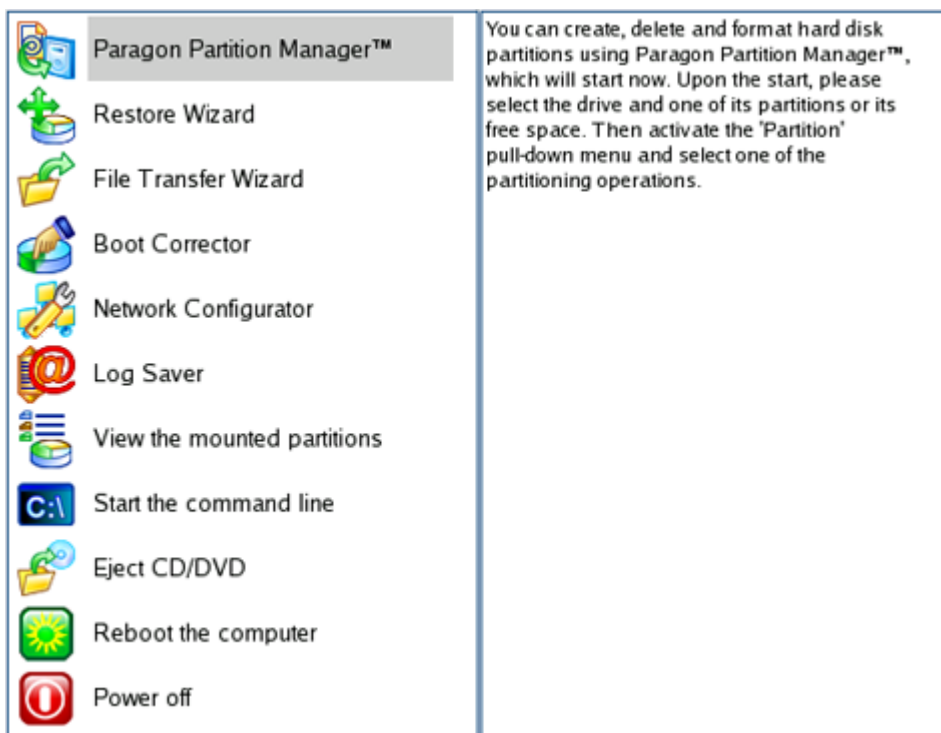 Paragon Partition Manager™
Restore Wizard
File Transfer Wizard
Boot Corrector
Network Configurator
Log Saver
View the mounted partitions
C:\
Start the command line
Eject CD/DVD
Reboot the computer
Power off
You can create, delete and format hard disk
partitions using Paragon Partition Manager™,
which will start now. Upon the start, please
select the drive and one of its partitions or its
free space. Then activate the 'Partition'
pull-down menu and select one of the
partitioning operations.